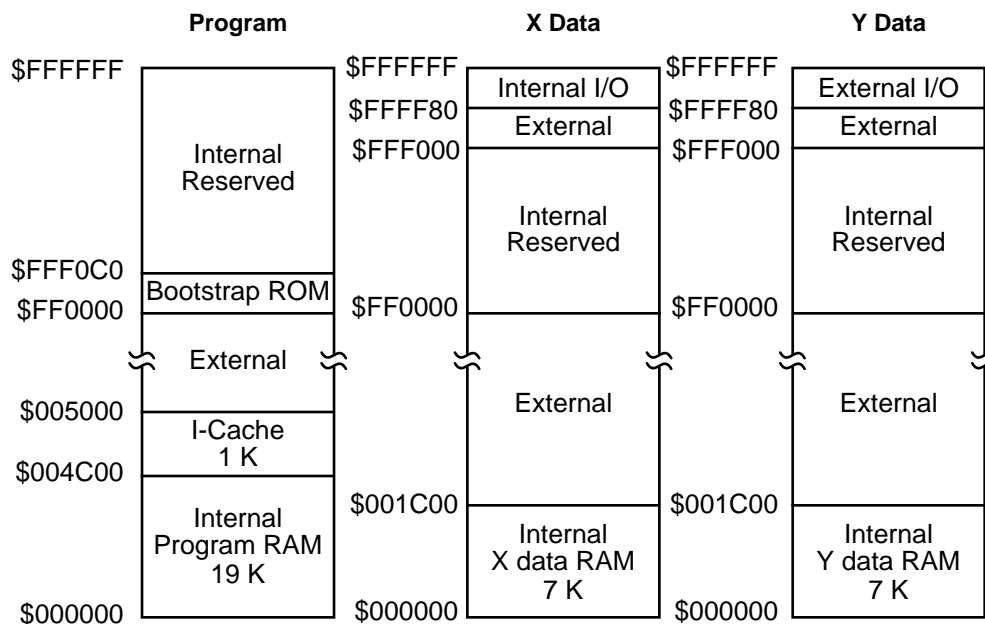 Program
$FFFFFF
Internal
Reserved
$FFF0C0
Bootstrap ROM
$FF0000
External
$005000
I-Cache
1 K
$004C00
Internal
Program RAM
19 K
$000000
X Data
$FFFFFF
Internal I/O
$FFFF80
External
$FFF000
Internal
Reserved
$FF0000
External
$001C00
Internal
X data RAM
7 K
$000000
Y Data
$FFFFFF
External I/O
$FFFF80
External
$FFF000
Internal
Reserved
$FF0000
External
$001C00
Internal
Y data RAM
7 K
$000000